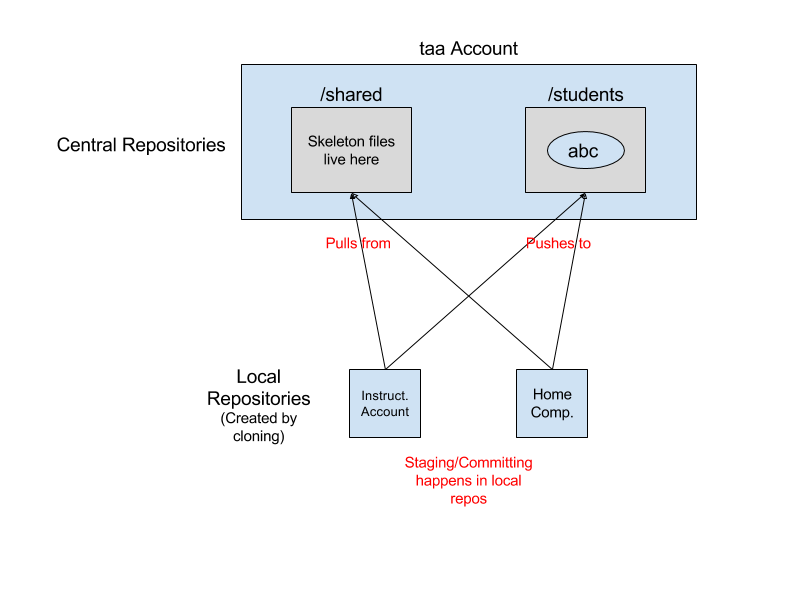 taa Account
/shared
/students
Central Repositories
Skeleton files
live here
abc
Pulls from
Pushes to
Local
Repositories
(Created by
cloning)
Instruct.
Account
Home
Comp.
Staging/Committing
happens in local
repos